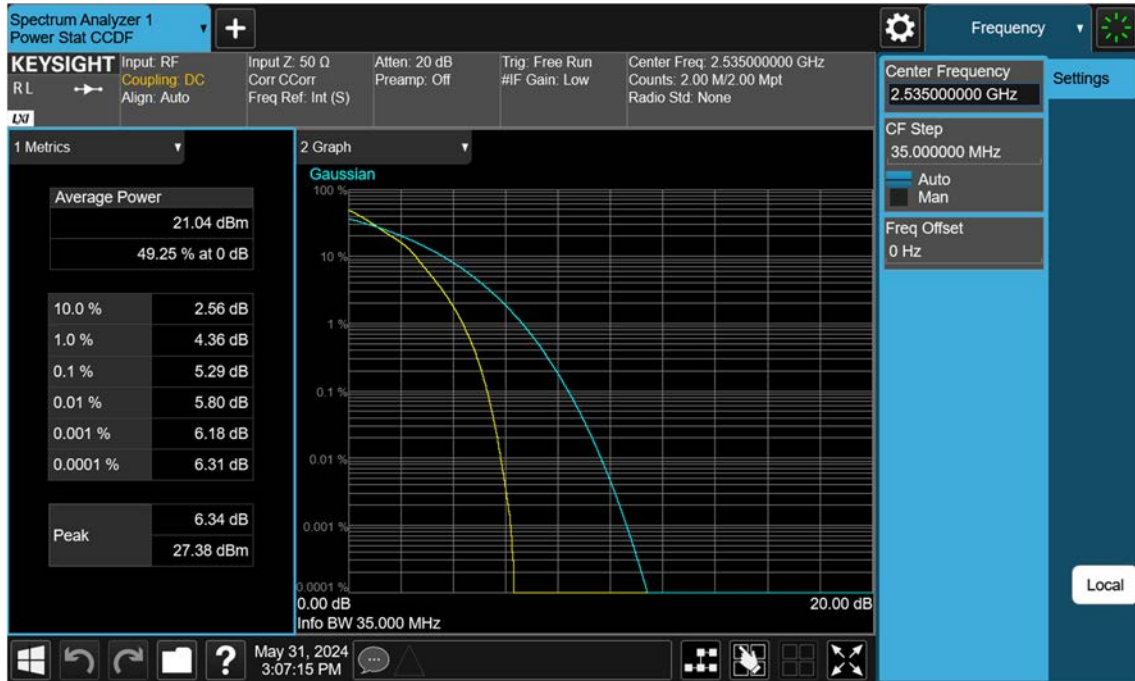 Spectrum Analyzer 1
Power Stat CCDF
Frequency
KEYSIGHT
R L
LXI
Input: RF
Coupling: DC
Align: Auto
Input Z: 50 Ω
Corr CCorr
Freq Ref: Int (S)
Atten: 20 dB
Preamp: Off
Trig: Free Run
#IF Gain: Low
Center Freq: 2.535000000 GHz
Counts: 2.00 M/2.00 Mpt
Radio Std: None
Center Frequency
2.535000000 GHz
Settings
CF Step
35.000000 MHz
Auto
Man
Freq Offset
0 Hz
1 Metrics
Average Power
21.04 dBm
49.25 % at 0 dB
10.0 % 2.56 dB
1.0 % 4.36 dB
0.1 % 5.29 dB
0.01 % 5.80 dB
0.001 % 6.18 dB
0.0001 % 6.31 dB
Peak
6.34 dB
27.38 dBm
2 Graph
Gaussian
100 %
10 %
1 %
0.1 %
0.01 %
0.001 %
0.0001 %
0.00 dB 20.00 dB
Info BW 35.000 MHz
Local
?
May 31, 2024
3:07:15 PM